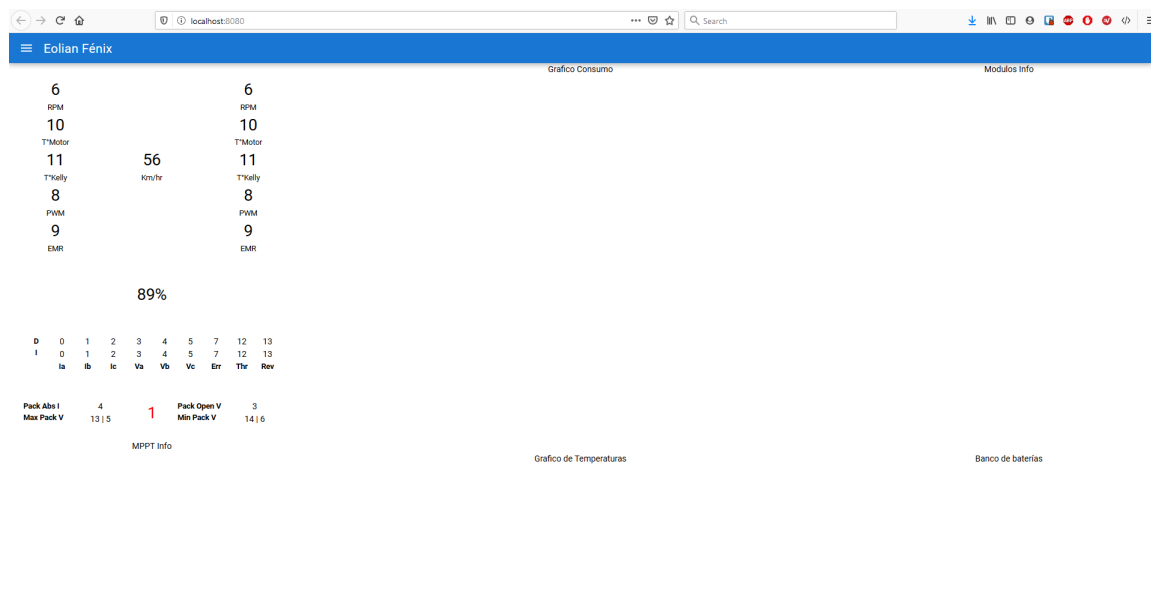 localhost:8080
Search
Eolian Fénix
Grafico Consumo
Modulos Info
6 6
RPM RPM
10 10
T°Motor T°Motor
11 56 11
T°Kelly Km/hr T°Kelly
8 8
PWM PWM
9 9
EMR EMR
89%
D 0 1 2 3 4 5 7 12 13
I 0 1 2 3 4 5 7 12 13
Ia Ib Ic Va Vb Vc Err Thr Rev
Pack Abs I 4 1 Pack Open V 3
Max Pack V 13 | 5 Min Pack V 14 | 6
MPPT Info
Grafico de Temperaturas
Banco de baterías